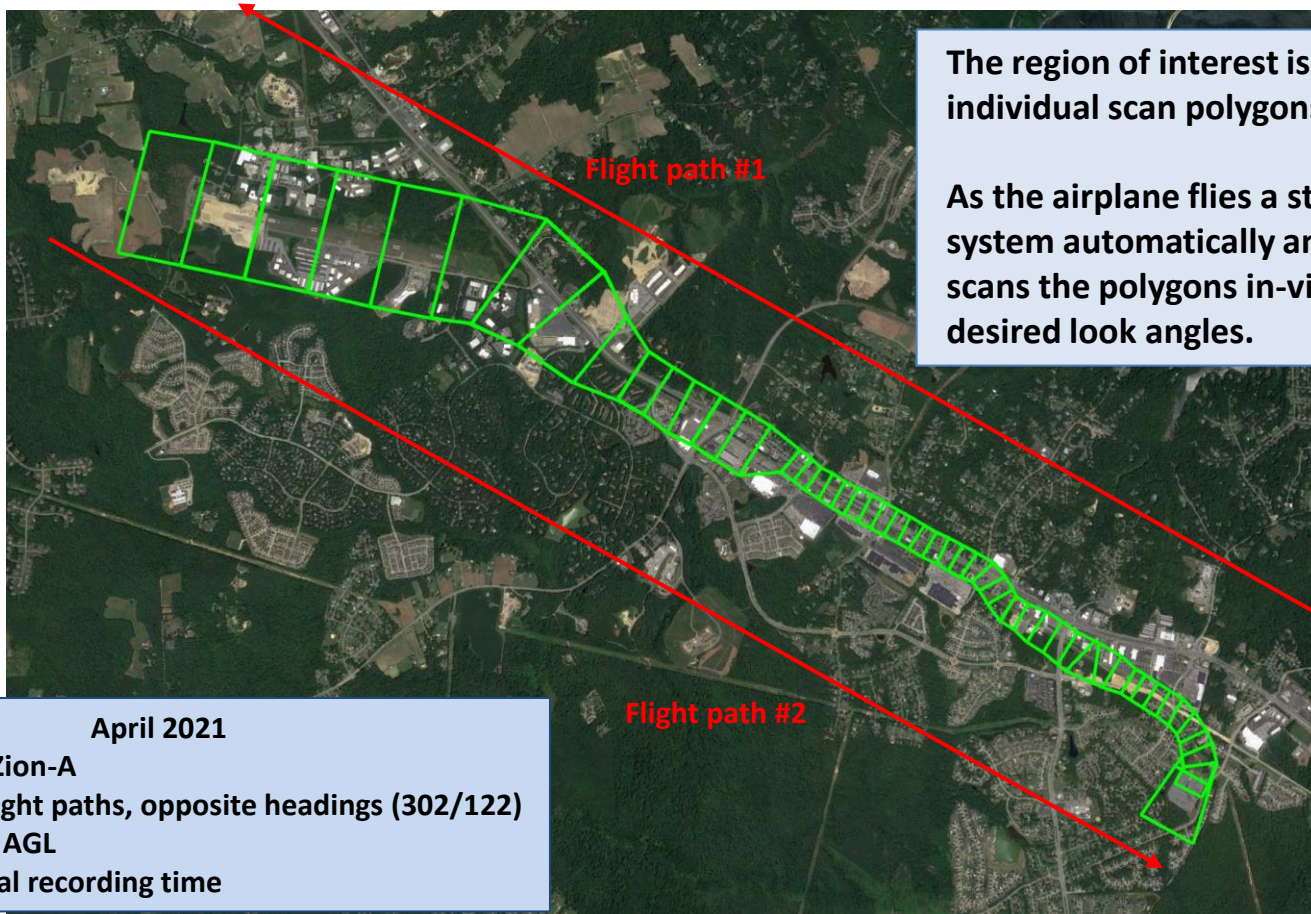 The region of interest is
individual scan polygon
As the airplane flies a st
system automatically an
scans the polygons in-vi
desired look angles.
Flight path #1
Flight path #2
April 2021
Zion-A
ght paths, opposite headings (302/122)
AGL
al recording time